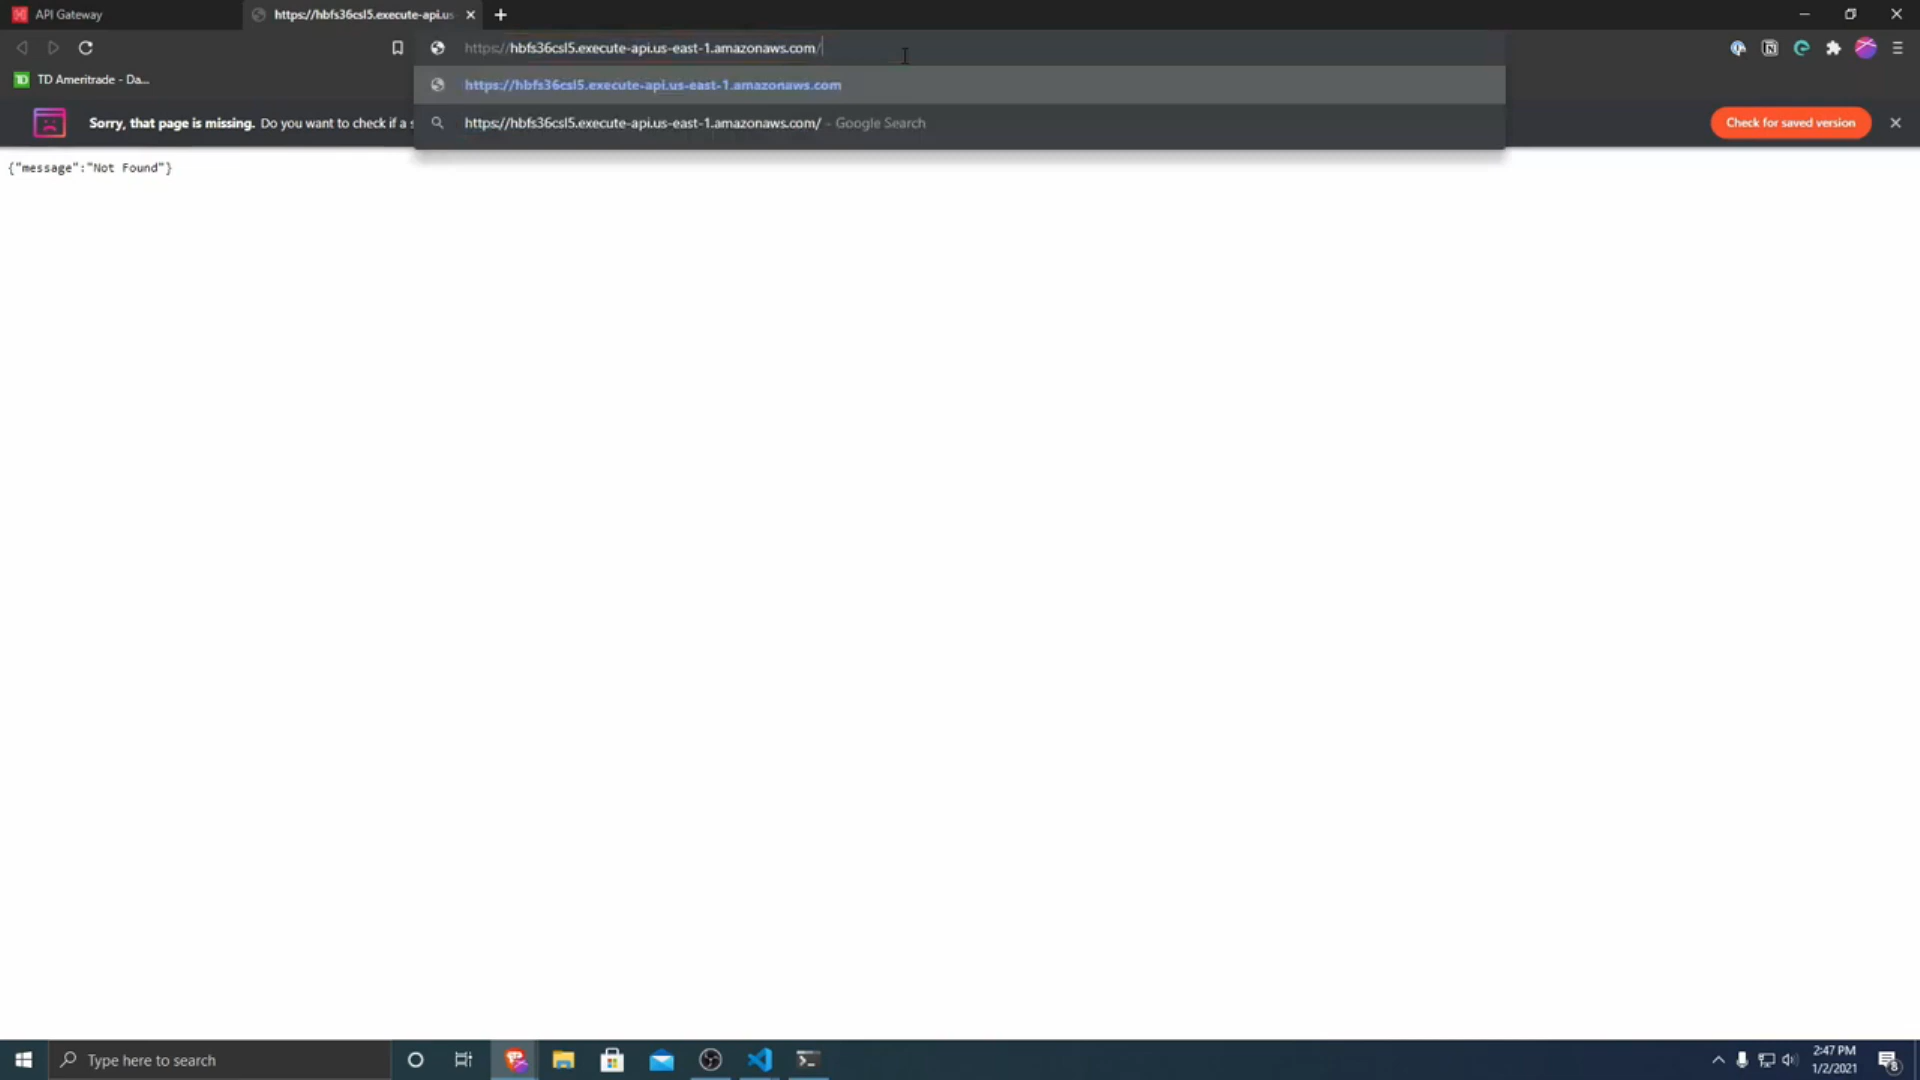 API Gateway
https://hbfs36csl5.execute-api.us
https://hbfs36csl5.execute-api.us-east-1.amazonaws.com/
TD Ameritrade - Da...
https://hbfs36csl5.execute-api.us-east-1.amazonaws.com
Sorry, that page is missing. Do you want to check if a s
https://hbfs36csl5.execute-api.us-east-1.amazonaws.com/ - Google Search
Check for saved version
{"message":"Not Found"}
Type here to search
2:47 PM
1/2/2021
8